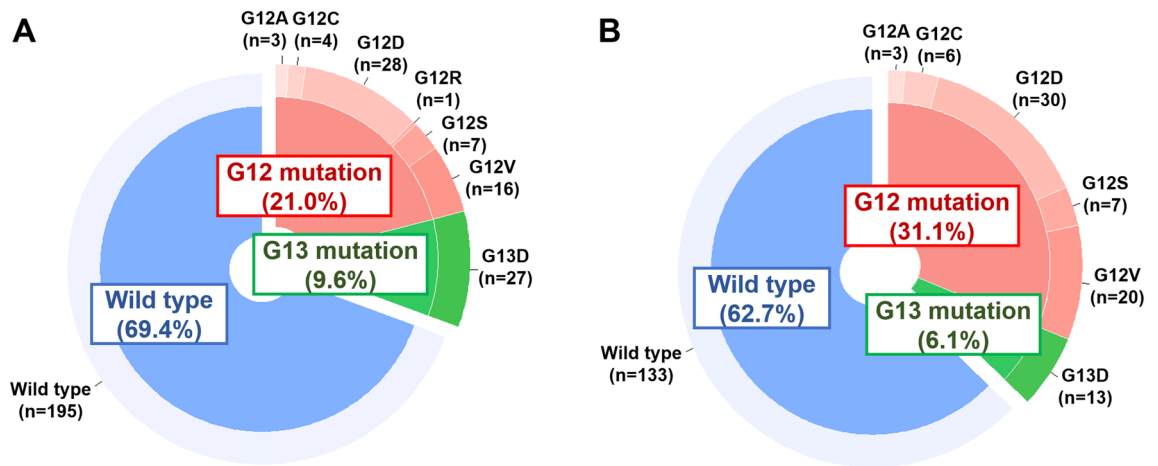 A
G12A
(n=3)
G12C
(n=4)
G12D
(n=28)
G12R
(n=1)
G12S
(n=7)
G12V
(n=16)
G12 mutation
(21.0%)
G13 mutation
(9.6%)
G13D
(n=27)
Wild type
(69.4%)
Wild type
(n=195)
B
G12A
(n=3)
G12C
(n=6)
G12D
(n=30)
G12S
(n=7)
G12 mutation
(31.1%)
G12V
(n=20)
Wild type
(62.7%)
G13 mutation
(6.1%)
Wild type
(n=133)
G13D
(n=13)